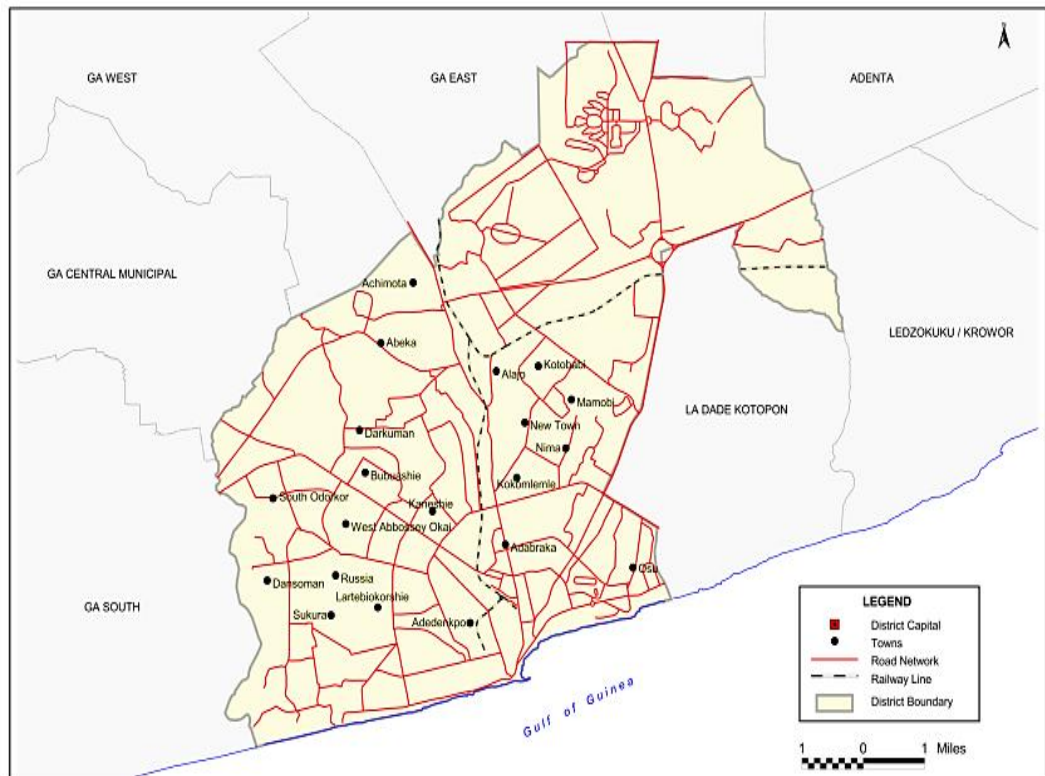 GA WEST
GA EAST
ADENTA
GA CENTRAL MUNICIPAL
Achimota
LEDZOKUKU / KROWOR
Abeka
Kotobabi
Alajo
Mamobi
LA DADE KOTOPON
New Town
Darkuman
Nima
Bubuashie
Kokomlemle
South Odorkor
Kaneshie
West Abbossey Okai
Adabraka
Osu
Russia
Dansoman
Lartebiokorshie
GA SOUTH
Sukura
Adedenkpo
LEGEND
District Capital
Towns
Road Network
Railway Line
District Boundary
Gulf of Guinea
1 0 1 Miles